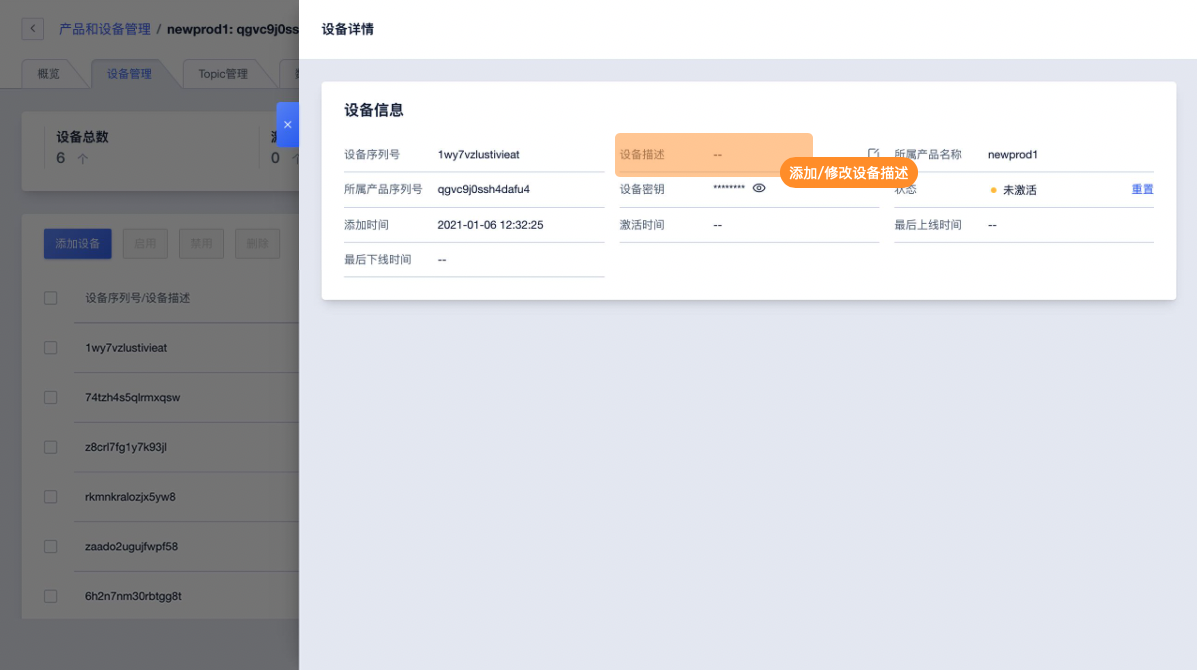 产品和设备管理 / newprod1: qgvc9j0ss
概览 设备管理 Topic管理
设备总数
6 个
0
添加设备 启用 禁用 删除
设备序列号/设备描述
1wy7vzlustivieat
74tzh4s5qlrmxqsw
z8crl7fg1y7k93jl
rkmnkralozjx5yw8
zaado2ugujfwpf58
6h2n7nm30rbtgg8t
设备详情
设备信息
设备序列号 1wy7vzlustivieat 设备描述 -- 所属产品名称 newprod1
添加/修改设备描述
所属产品序列号 qgvc9j0ssh4dafu4 设备密钥 ******** 状态 未激活 重置
添加时间 2021-01-06 12:32:25 激活时间 -- 最后上线时间 --
最后下线时间 --